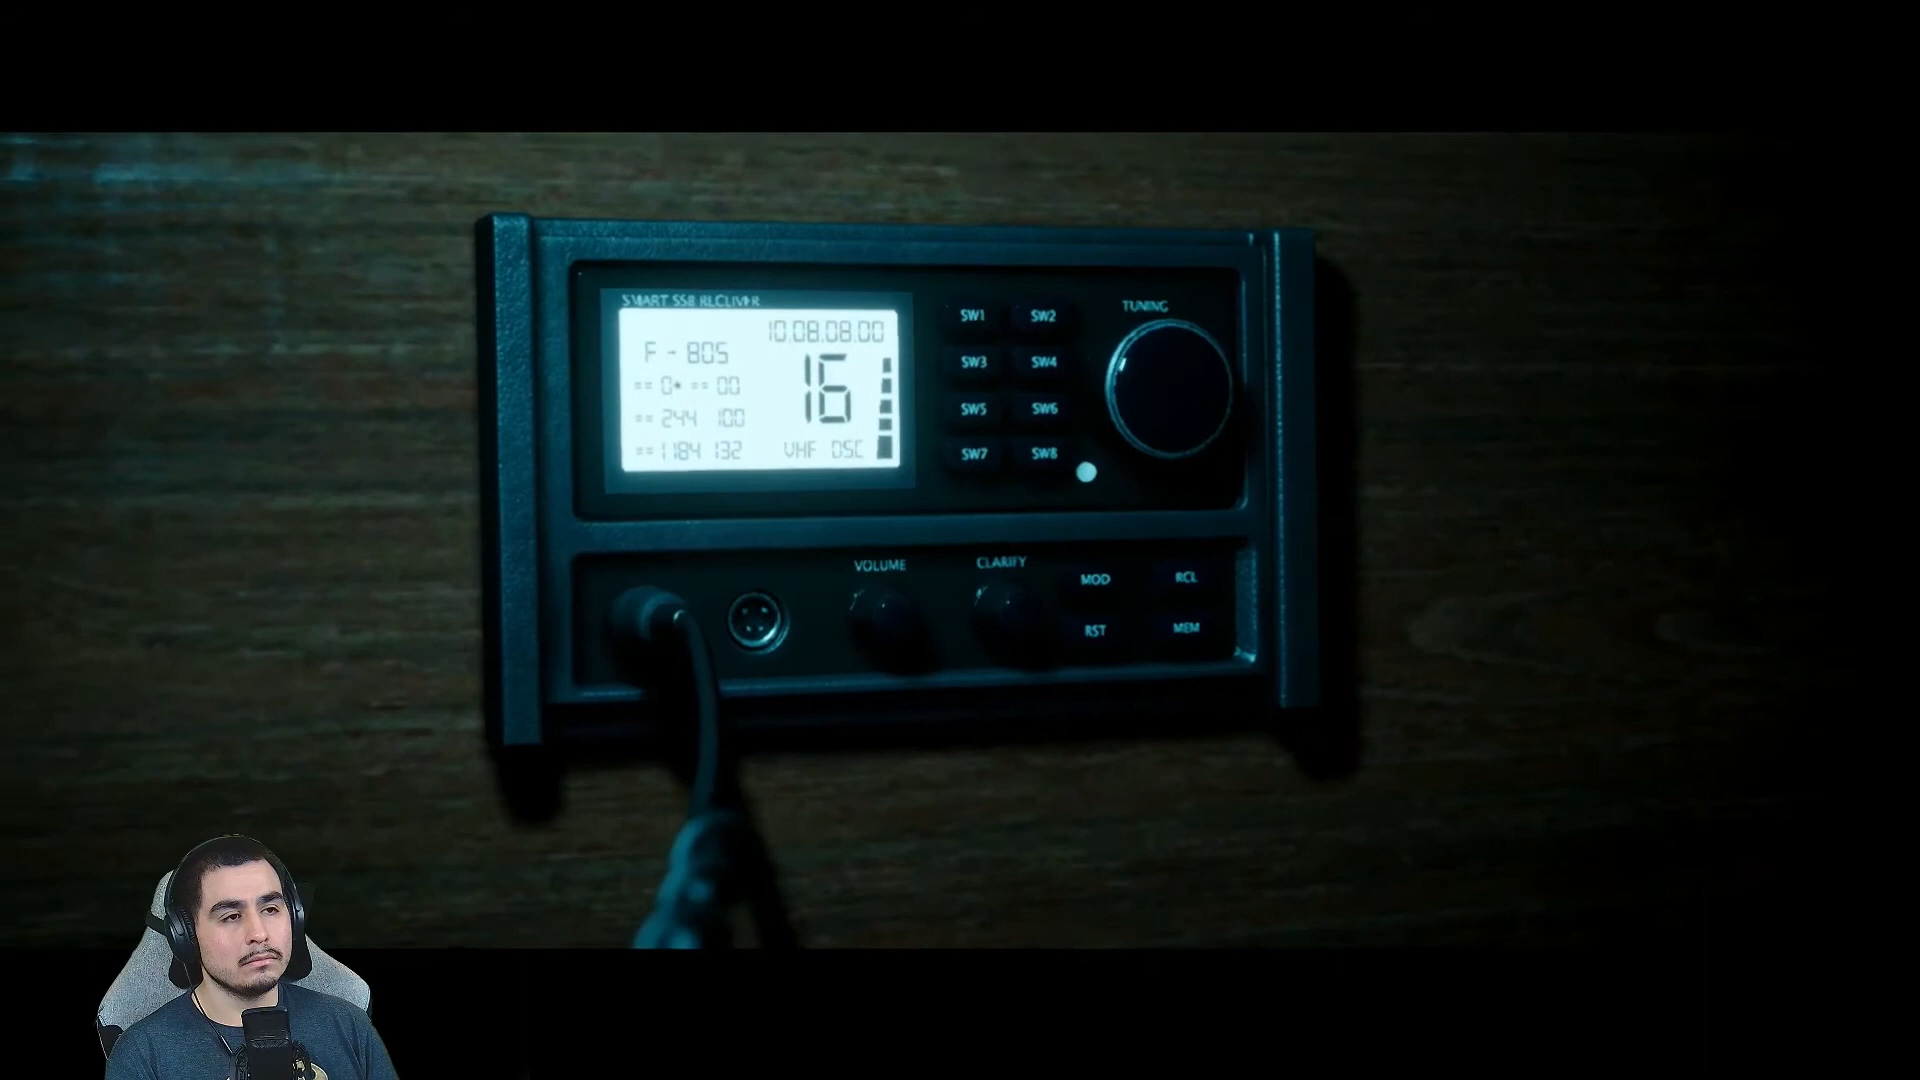 SMART SSB RECEIVER
10.08.08.00
F - 805
== 0* == 00
16
== 244 100
== 1184 132
VHF DSC
SW1 SW2
SW3 SW4
SW5 SW6
SW7 SW8
TUNING
VOLUME
CLARIFY
MOD
RCL
RST
MEM